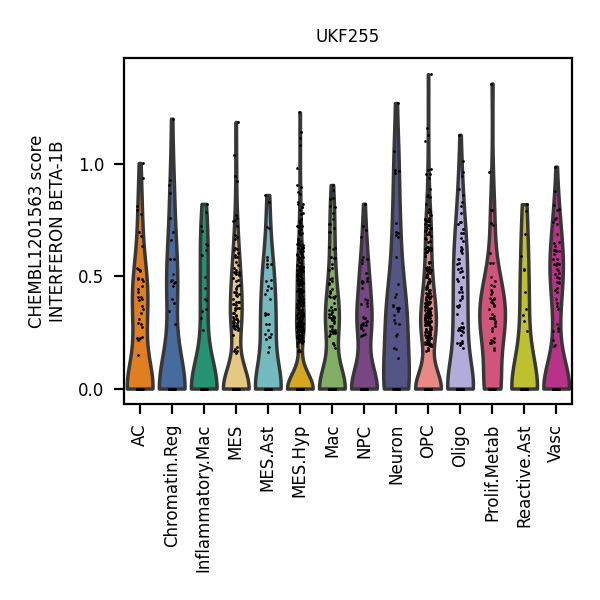 UKF255
CHEMBL1201563 score
INTERFERON BETA-1B
1.0
0.5
0.0
AC
Chromatin.Reg
Inflammatory.Mac
MES
MES.Ast
MES.Hyp
Mac
NPC
Neuron
OPC
Oligo
Prolif.Metab
Reactive.Ast
Vasc